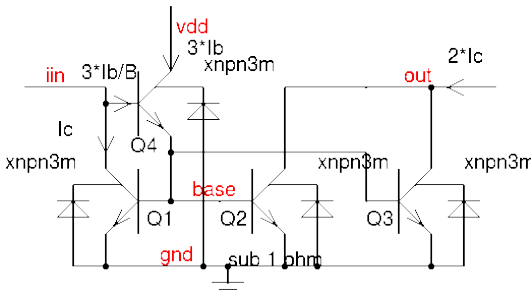 vdd
3*Ib
xnpn3m
iin
3*Ib/B
out
2*Ic
Ic
Q4
xnpn3m
xnpn3m
xnpn3m
base
Q1
Q2
Q3
gnd
sub 1 ohm